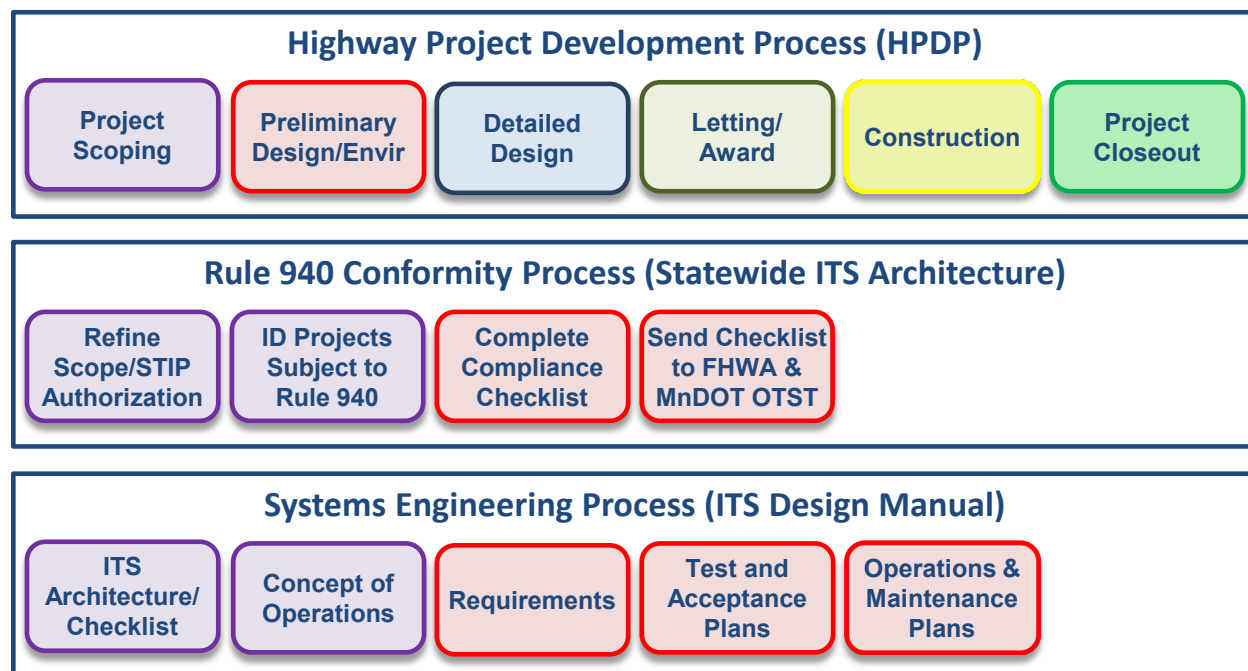 Highway Project Development Process (HPDP)
Project
Scoping
Preliminary
Design/Envir
Detailed
Design
Letting/
Award
Construction
Project
Closeout
Rule 940 Conformity Process (Statewide ITS Architecture)
Refine
Scope/STIP
Authorization
ID Projects
Subject to
Rule 940
Complete
Compliance
Checklist
Send Checklist
to FHWA &
MnDOT OTST
Systems Engineering Process (ITS Design Manual)
ITS
Architecture/
Checklist
Concept of
Operations
Requirements
Test and
Acceptance
Plans
Operations &
Maintenance
Plans